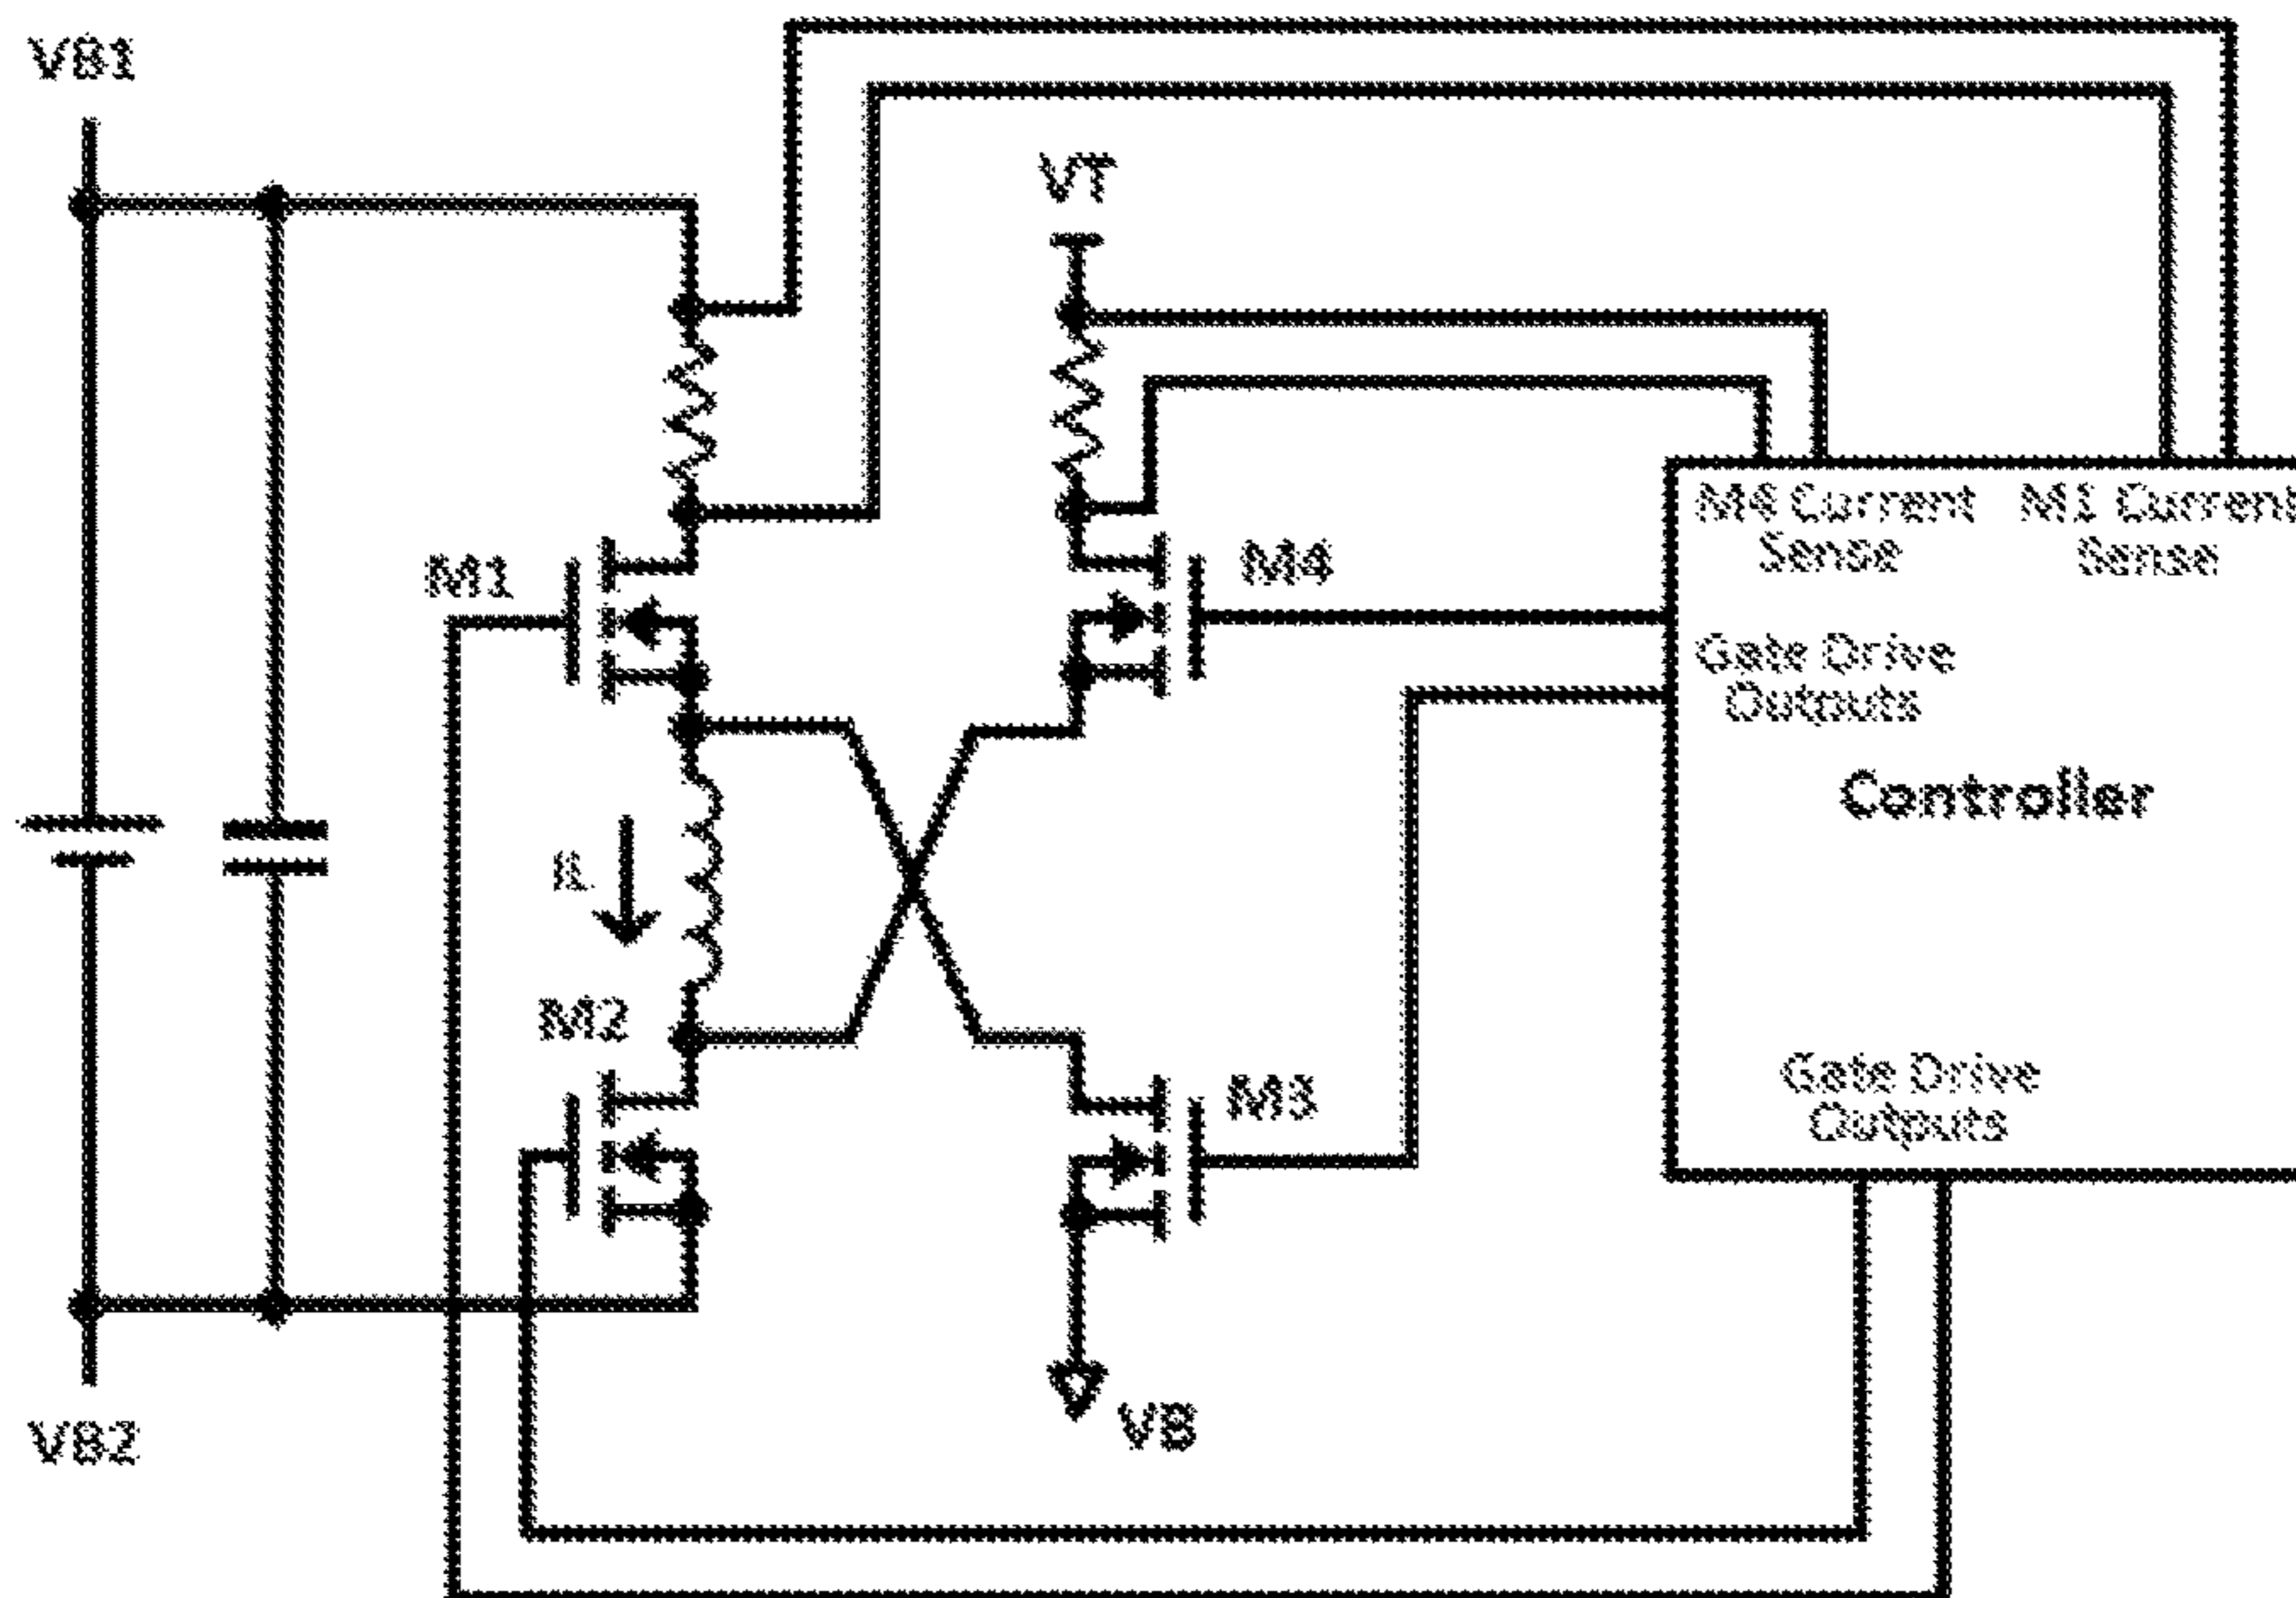 VB1
VT
M4 Current
Sense
M1 Current
Sense
M1
M4
Gate Drive
Outputs
Controller
IL
M2
M3
Gate Drive
Outputs
VB
VB2